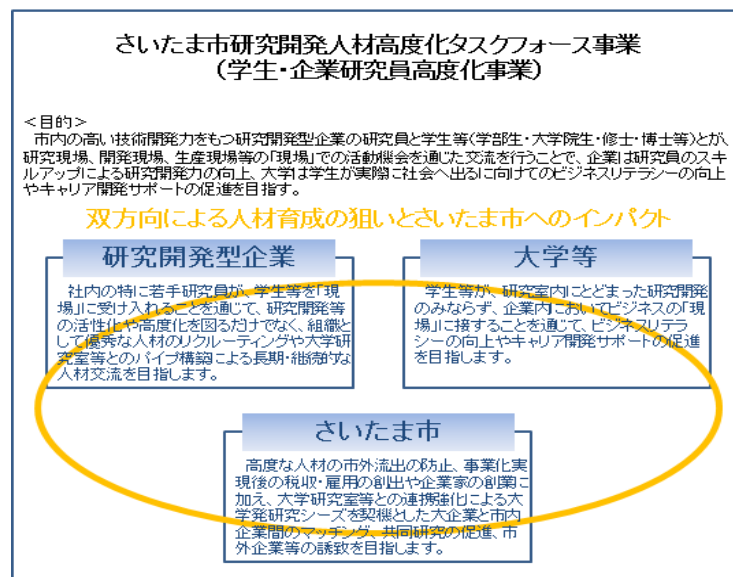 さいたま市研究開発人材高度化タスクフォース事業
(学生・企業研究員高度化事業)
<目的>
市内の高い技術開発力をもつ研究開発型企業の研究員と学生等(学部生・大学院生・修士・博士等)とが、
研究現場、開発現場、生産現場等の「現場」での活動機会を通じた交流を行うことで、企業は研究員のスキ
ルアップによる研究開発力の向上、大学は学生が実際に社会へ出るに向けてのビジネスリテラシーの向上
やキャリア開発サポートの促進を目指す。
双方向による人材育成の狙いとさいたま市へのインパクト
研究開発型企業
社内の特に若手研究員が、学生等を「現
場」に受け入れることを通じて、研究開発等
の活性化や高度化を図るだけでなく、組織
として優秀な人材のリクルーティングや大学研
究室等とのパイプ構築による長期・継続的な
人材交流を目指します。
大学等
学生等が、研究室内にとどまった研究開発
のみならず、企業内においてビジネスの「現
場」に接することを通じて、ビジネスリテラ
シーの向上やキャリア開発サポートの促進
を目指します。
さいたま市
高度な人材の市外流出の防止、事業化実
現後の税収・雇用の創出や企業家の創業に
加え、大学研究室等との連携強化による大
学発研究シーズを契機とした大企業と市内
企業間のマッチング、共同研究の促進、市
外企業等の誘致を目指します。